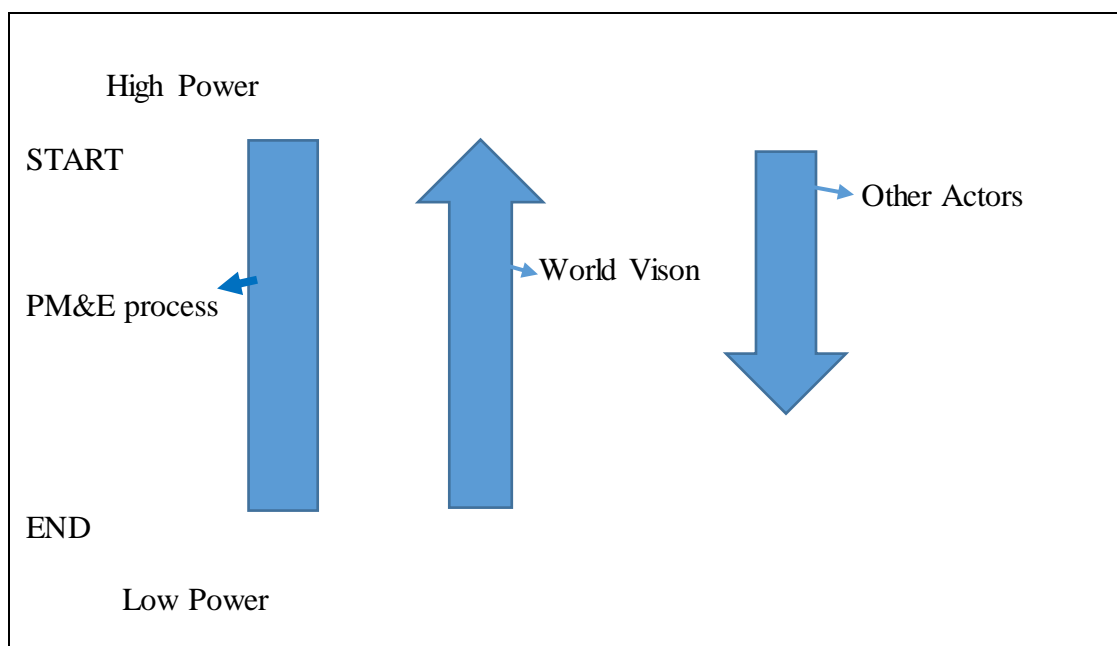 High Power
START
Other Actors
World Vison
PM&E process
END
Low Power